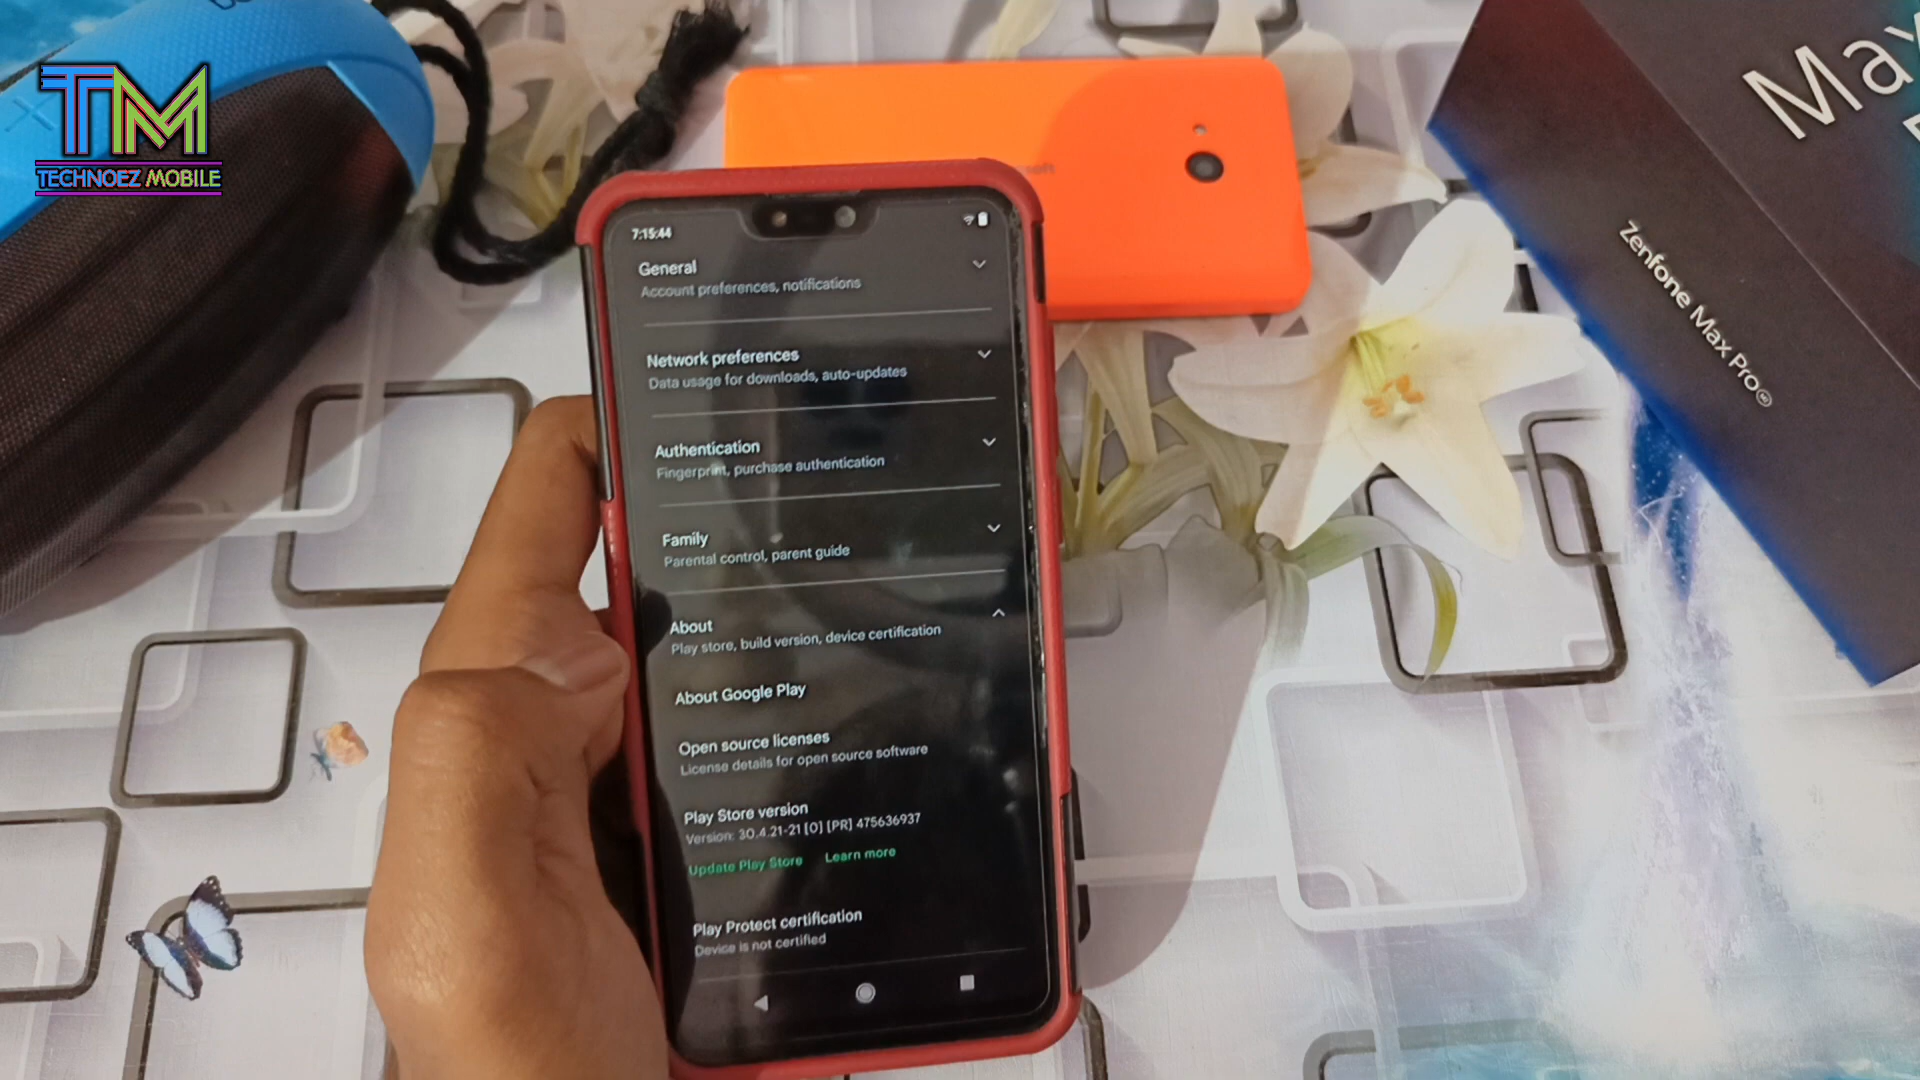 TM
TECHNOEZ MOBILE
7:15:44
General
Account preferences, notifications
Network preferences
Data usage for downloads, auto-updates
Authentication
Fingerprint, purchase authentication
Family
Parental control, parent guide
About
Play store, build version, device certification
About Google Play
Open source licenses
License details for open source software
Play Store version
Version: 30.4.21-21 [0] [PR] 475636937
Update Play Store Learn more
Play Protect certification
Device is not certified
Max
Zenfone Max Pro